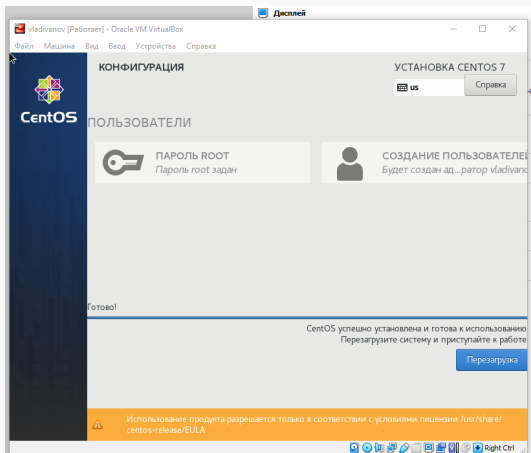 Дисплей
vladivanov [Работает] - Oracle VM VirtualBox
Файл Машина Вид Ввод Устройства Справка
КОНФИГУРАЦИЯ
УСТАНОВКА CENTOS 7
us
Справка
CentOS
ПОЛЬЗОВАТЕЛИ
ПАРОЛЬ ROOT
Пароль root задан
СОЗДАНИЕ ПОЛЬЗОВАТЕЛЕЙ
Будет создан ад...ратор vladivano
Готово!
CentOS успешно установлена и готова к использованию
Перезагрузите систему и приступайте к работе
Перезагрузка
Использование продукта разрешается только в соответствии с условиями лицензии /usr/share/
centos-release/EULA
Right Ctrl